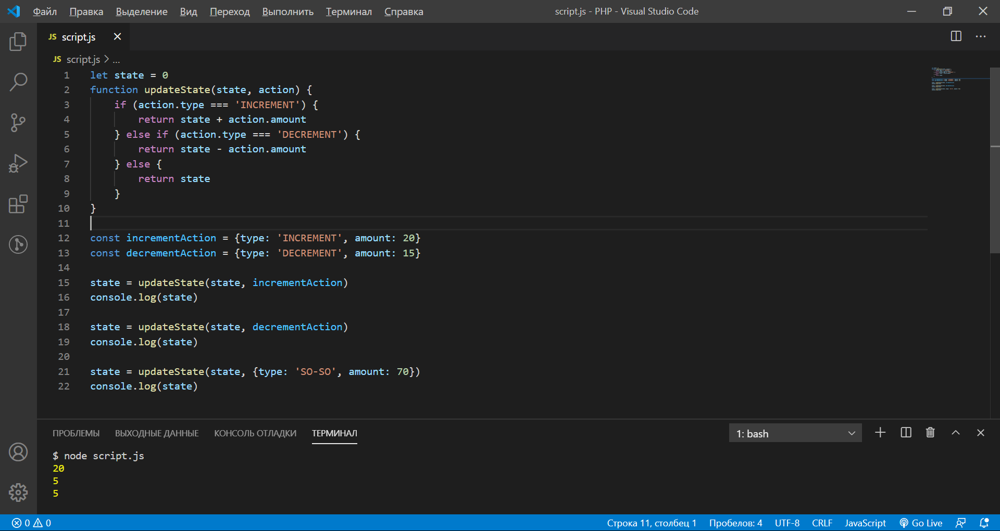 Файл Правка Выделение Вид Переход Выполнить Терминал Справка script.js - PHP - Visual Studio Code
JS script.js
JS script.js > ...
1 let state = 0
2 function updateState(state, action) {
3 if (action.type === 'INCREMENT') {
4 return state + action.amount
5 } else if (action.type === 'DECREMENT') {
6 return state - action.amount
7 } else {
8 return state
9 }
10 }
11
12 const incrementAction = {type: 'INCREMENT', amount: 20}
13 const decrementAction = {type: 'DECREMENT', amount: 15}
14
15 state = updateState(state, incrementAction)
16 console.log(state)
17
18 state = updateState(state, decrementAction)
19 console.log(state)
20
21 state = updateState(state, {type: 'SO-SO', amount: 70})
22 console.log(state)
ПРОБЛЕМЫ ВЫХОДНЫЕ ДАННЫЕ КОНСОЛЬ ОТЛАДКИ ТЕРМИНАЛ 1: bash
$ node script.js
20
5
5
0 0 Строка 11, столбец 1 Пробелов: 4 UTF-8 CRLF JavaScript Go Live